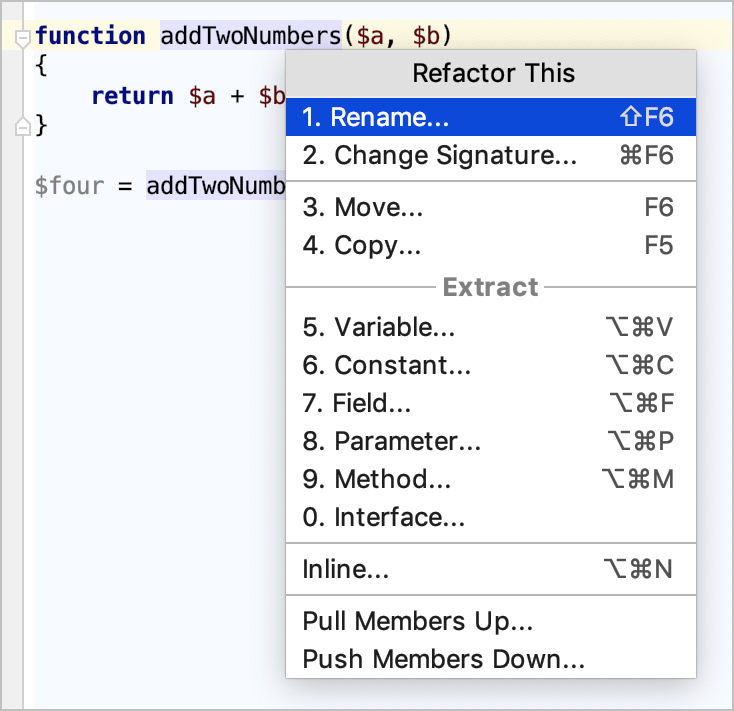 function addTwoNumbers($a, $b)
{
return $a + $b
}
$four = addTwoNumb
Refactor This
1. Rename... ⇧F6
2. Change Signature... ⌘F6
3. Move... F6
4. Copy... F5
Extract
5. Variable... ⌥⌘V
6. Constant... ⌥⌘C
7. Field... ⌥⌘F
8. Parameter... ⌥⌘P
9. Method... ⌥⌘M
0. Interface...
Inline... ⌥⌘N
Pull Members Up...
Push Members Down...